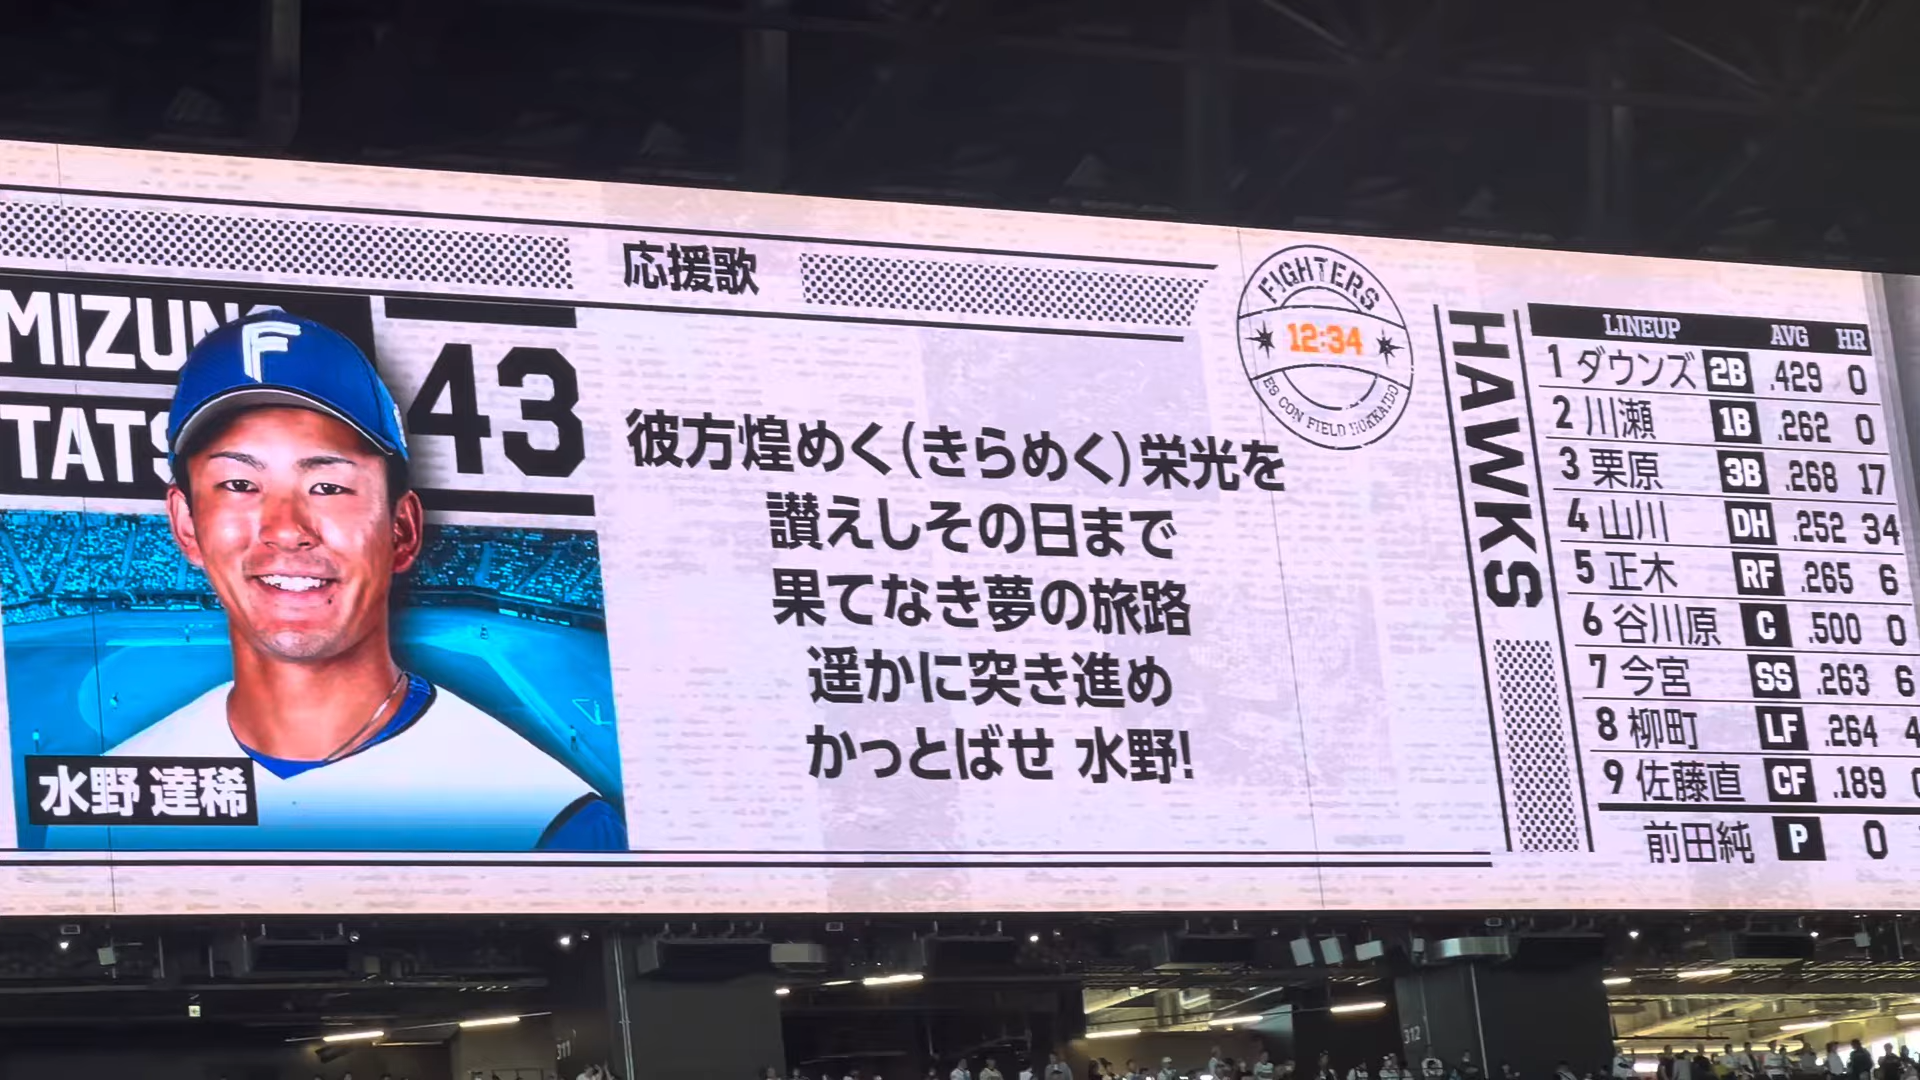 応援歌
MIZUNO
TATS
43
水野 達稀
彼方煌めく(きらめく)栄光を
讃えしその日まで
果てなき夢の旅路
遥かに突き進め
かっとばせ 水野!
FIGHTERS
12:34
ES CON FIELD HOKKAIDO
HAWKS
LINEUP AVG HR
1 ダウンズ 2B .429 0
2 川瀬 1B .262 0
3 栗原 3B .268 17
4 山川 DH .252 34
5 正木 RF .265 6
6 谷川原 C .500 0
7 今宮 SS .263 6
8 柳町 LF .264 4
9 佐藤直 CF .189 0
前田純 P 0
311
312